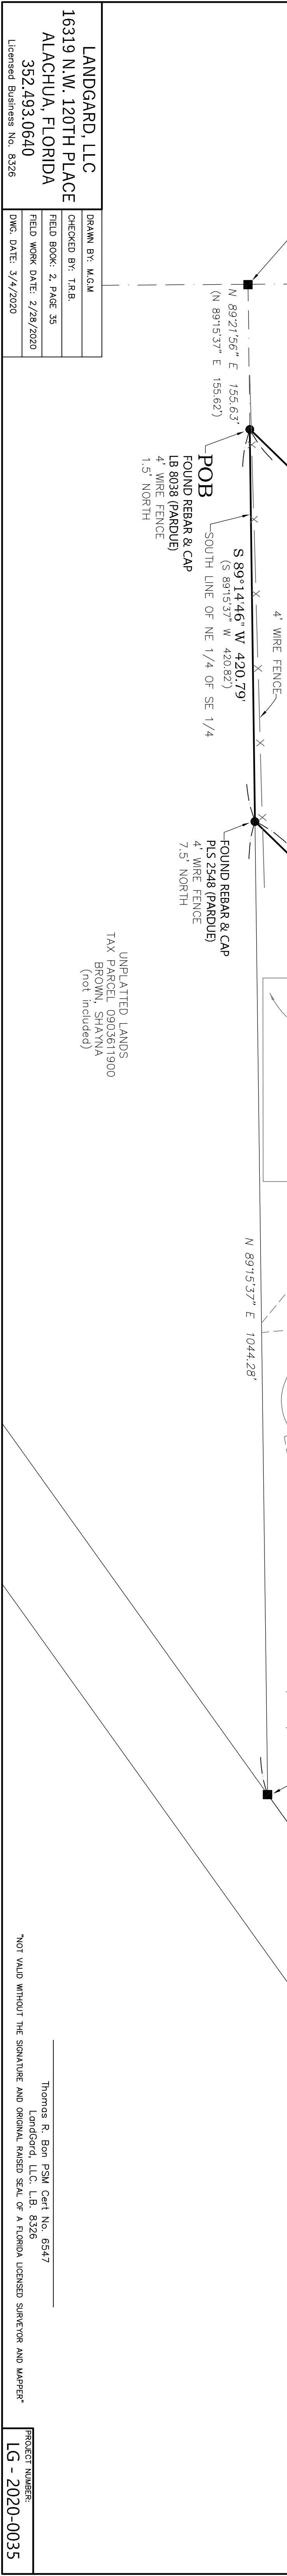 LANDGARD, LLC
16319 N.W. 120TH PLACE
ALACHUA, FLORIDA
352.493.0640
Licensed Business No. 8326
DRAWN BY: M.G.M
CHECKED BY: T.R.B.
FIELD BOOK: 2, PAGE 35
FIELD WORK DATE: 2/28/2020
DWG. DATE: 3/4/2020
N 89°21'56" E 155.63'
(N 89°15'37" E 155.62')
POB
FOUND REBAR & CAP
LB 8038 (PARDUE)
4' WIRE FENCE
1.5' NORTH
4' WIRE FENCE
S 89°14'46" W 420.79'
(S 89°15'37" W 420.82')
SOUTH LINE OF NE 1/4 OF SE 1/4
FOUND REBAR & CAP
PLS 2548 (PARDUE)
4' WIRE FENCE
7.5' NORTH
UNPLATTED LANDS
TAX PARCEL 0903611900
BROWN, SHAYNA
(not included)
N 89°15'37" E 1044.28'
Thomas R. Bon PSM Cert No. 6547
LandGard, LLC. L.B. 8326
"NOT VALID WITHOUT THE SIGNATURE AND ORIGINAL RAISED SEAL OF A FLORIDA LICENSED SURVEYOR AND MAPPER"
PROJECT NUMBER:
LG - 2020-0035